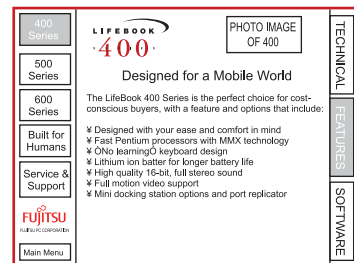 400
Series
500
Series
600
Series
Built for
Humans
Service &
Support
FUJITSU
FUJITSU PC CORPORATION
Main Menu
LIFEBOOK
400
PHOTO IMAGE
OF 400
Designed for a Mobile World
The LifeBook 400 Series is the perfect choice for cost-
conscious buyers, with a feature and options that include:
¥ Designed with your ease and comfort in mind
¥ Fast Pentium processors with MMX technology
¥ ÒNo learningÓ keyboard design
¥ Lithium ion batter for longer battery life
¥ High quality 16-bit, full stereo sound
¥ Full motion video support
¥ Mini docking station options and port replicator
TECHNICAL
FEATURES
SOFTWARE